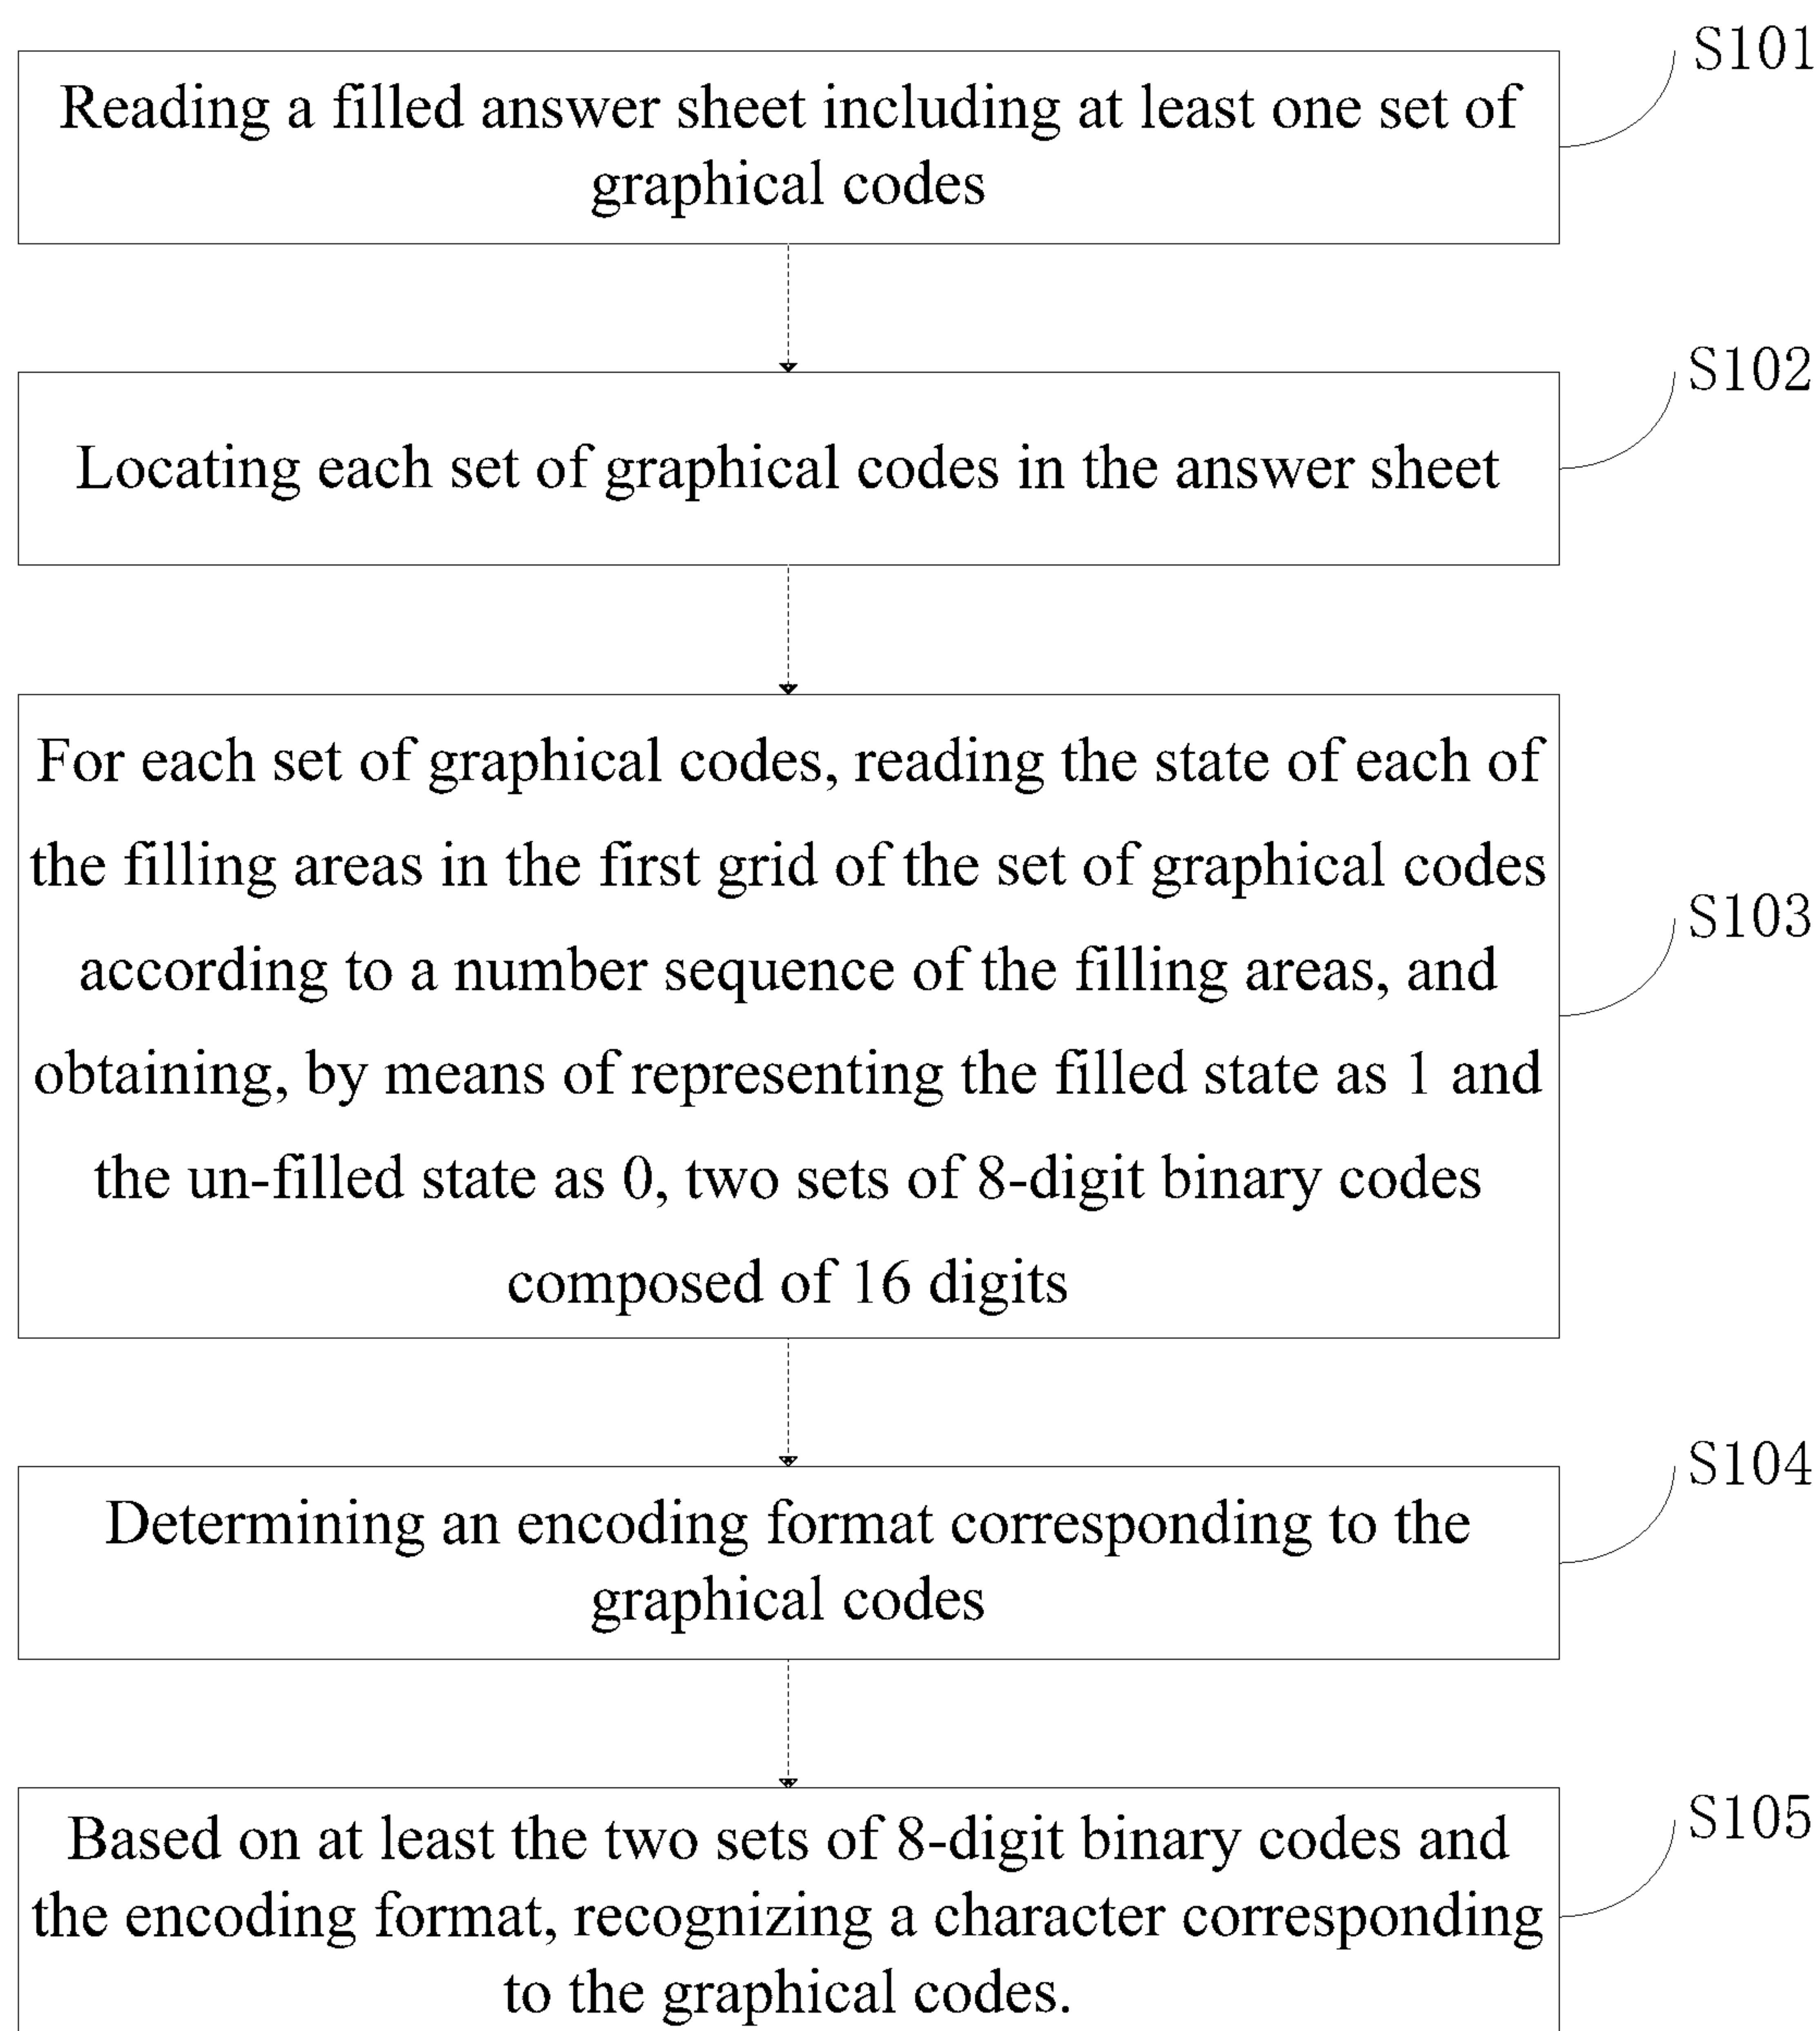 S101
Reading a filled answer sheet including at least one set of
graphical codes
S102
Locating each set of graphical codes in the answer sheet
For each set of graphical codes, reading the state of each of
the filling areas in the first grid of the set of graphical codes
S103
according to a number sequence of the filling areas, and
obtaining, by means of representing the filled state as 1 and
the un-filled state as 0, two sets of 8-digit binary codes
composed of 16 digits
S104
Determining an encoding format corresponding to the
graphical codes
S105
Based on at least the two sets of 8-digit binary codes and
the encoding format, recognizing a character corresponding
to the graphical codes.